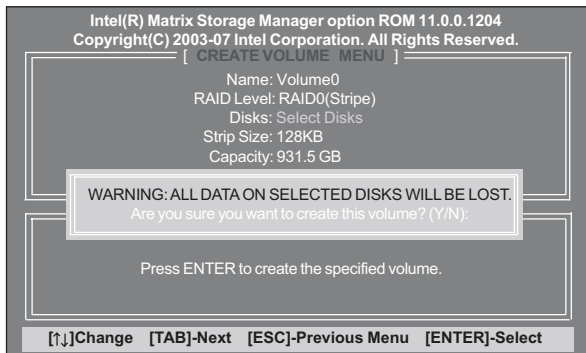 Intel(R) Matrix Storage Manager option ROM 11.0.0.1204
Copyright(C) 2003-07 Intel Corporation. All Rights Reserved.
[ CREATE VOLUME MENU ]
Name: Volume0
RAID Level: RAID0(Stripe)
Disks: Select Disks
Strip Size: 128KB
Capacity: 931.5 GB
WARNING: ALL DATA ON SELECTED DISKS WILL BE LOST.
Are you sure you want to create this volume? (Y/N):
Press ENTER to create the specified volume.
[↑↓]Change [TAB]-Next [ESC]-Previous Menu [ENTER]-Select